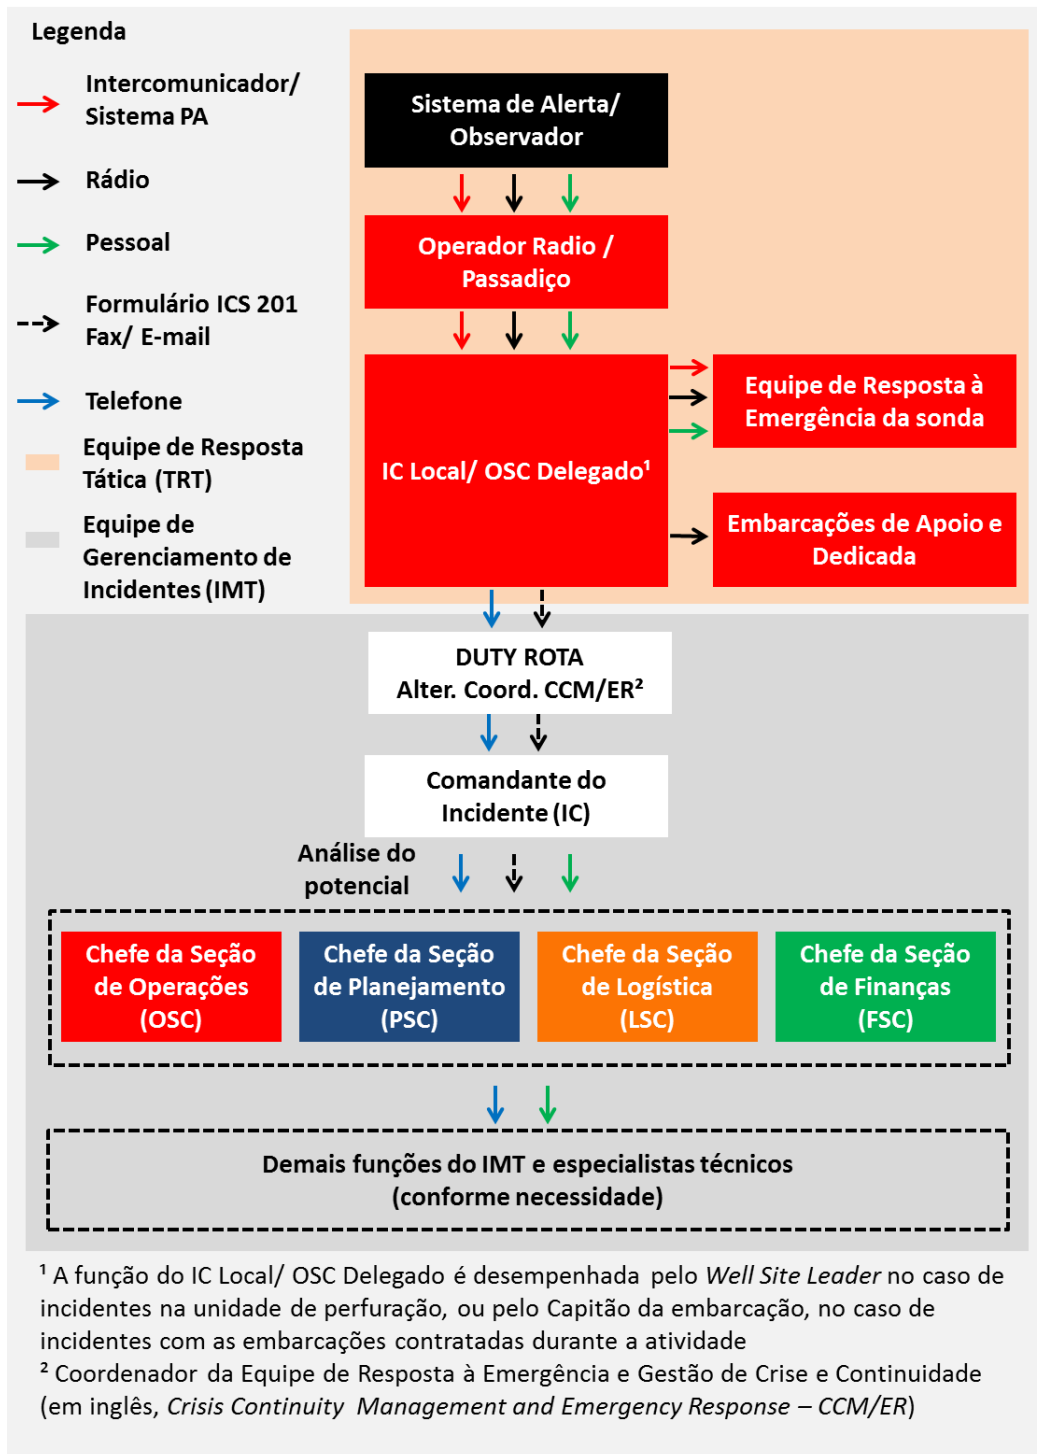 Legenda
Intercomunicador/
Sistema PA
Rádio
Pessoal
Formulário ICS 201
Fax/ E-mail
Telefone
Equipe de Resposta
Tática (TRT)
Equipe de
Gerenciamento de
Incidentes (IMT)
Sistema de Alerta/
Observador
Operador Radio /
Passadiço
IC Local/ OSC Delegado¹
Equipe de Resposta à
Emergência da sonda
Embarcações de Apoio e
Dedicada
DUTY ROTA
Alter. Coord. CCM/ER²
Comandante do
Incidente (IC)
Análise do
potencial
Chefe da Seção
de Operações
(OSC)
Chefe da Seção
de Planejamento
(PSC)
Chefe da Seção
de Logística
(LSC)
Chefe da Seção
de Finanças
(FSC)
Demais funções do IMT e especialistas técnicos
(conforme necessidade)
¹ A função do IC Local/ OSC Delegado é desempenhada pelo Well Site Leader no caso de
incidentes na unidade de perfuração, ou pelo Capitão da embarcação, no caso de
incidentes com as embarcações contratadas durante a atividade
² Coordenador da Equipe de Resposta à Emergência e Gestão de Crise e Continuidade
(em inglês, Crisis Continuity Management and Emergency Response – CCM/ER)